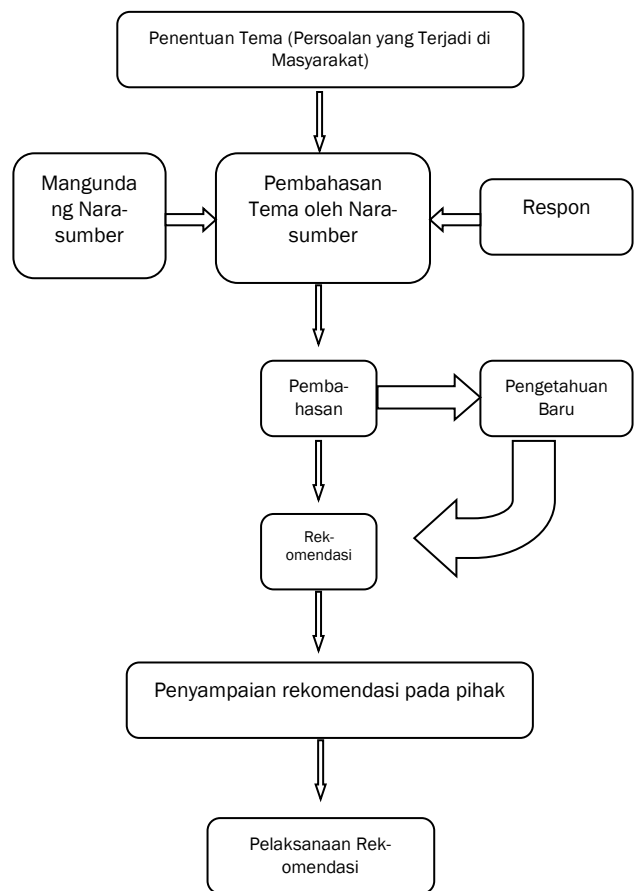 Penentuan Tema (Persoalan yang Terjadi di
Masyarakat)
Mangunda
ng Nara-
sumber
Pembahasan
Tema oleh Nara-
sumber
Respon
Pemba-
hasan
Pengetahuan
Baru
Rek-
omendasi
Penyampaian rekomendasi pada pihak
Pelaksanaan Rek-
omendasi